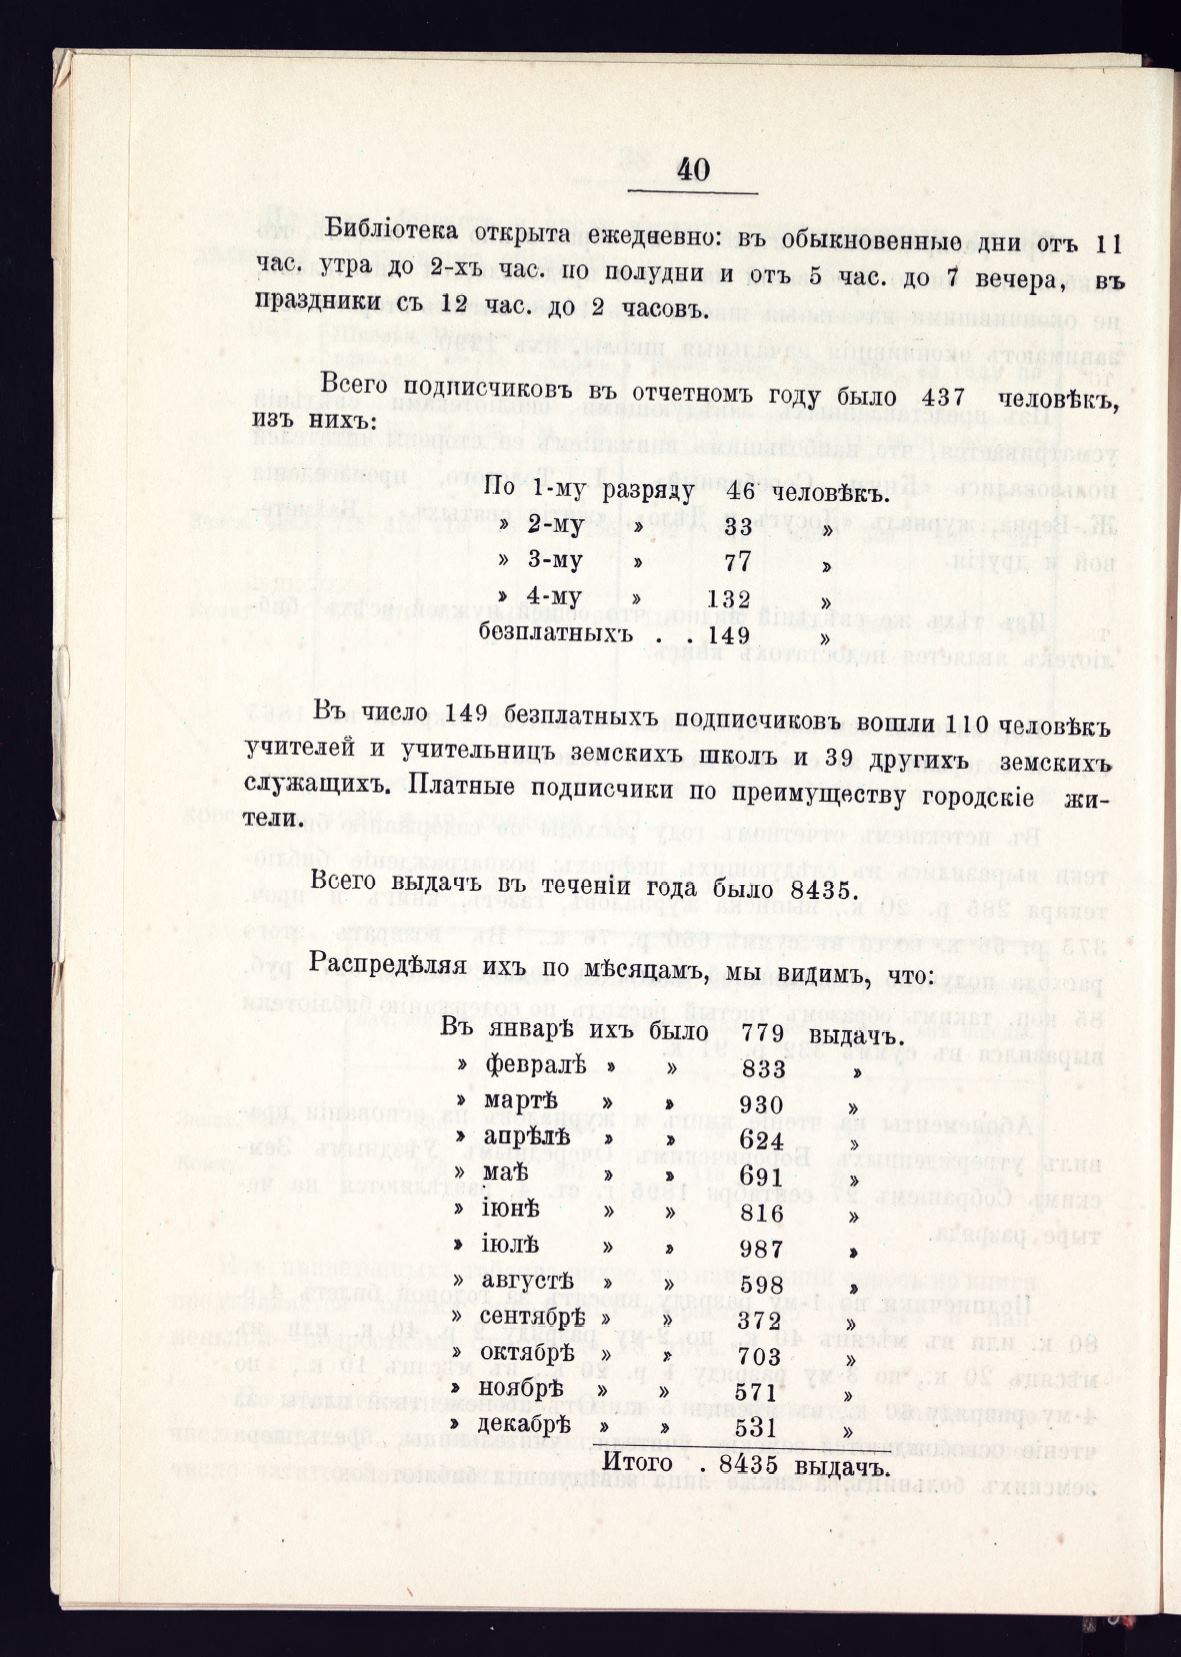 40
Библіотека открыта ежедневно: въ обыкновенные дни отъ 11
час. утра до 2-хъ час. по полудни и отъ 5 час. до 7 вечера, въ
праздники съ 12 час. до 2 часовъ.
Всего подписчиковъ въ отчетномъ году было 437 человѣкъ,
изъ нихъ:
По 1-му разряду 46 человѣкъ.
» 2-му » 33 »
» 3-му » 77 »
» 4-му » 132 »
безплатныхъ . . 149 »
Въ число 149 безплатныхъ подписчиковъ вошли 110 человѣкъ
учителей и учительницъ земскихъ школъ и 39 другихъ земскихъ
служащихъ. Платные подписчики по преимуществу городскіе жи-
тели.
Всего выдачъ въ теченіи года было 8435.
Распредѣляя ихъ по мѣсяцамъ, мы видимъ, что:
Въ январѣ ихъ было 779 выдачъ.
» февралѣ » » 833 »
» мартѣ » » 930 »
» апрѣлѣ » » 624 »
» маѣ » » 691 »
» іюнѣ » » 816 »
» іюлѣ » » 987 »
» августѣ » » 598 »
» сентябрѣ » » 372 »
» октябрѣ » » 703 »
» ноябрѣ » » 571 »
» декабрѣ » » 531 »
Итого . 8435 выдачъ.